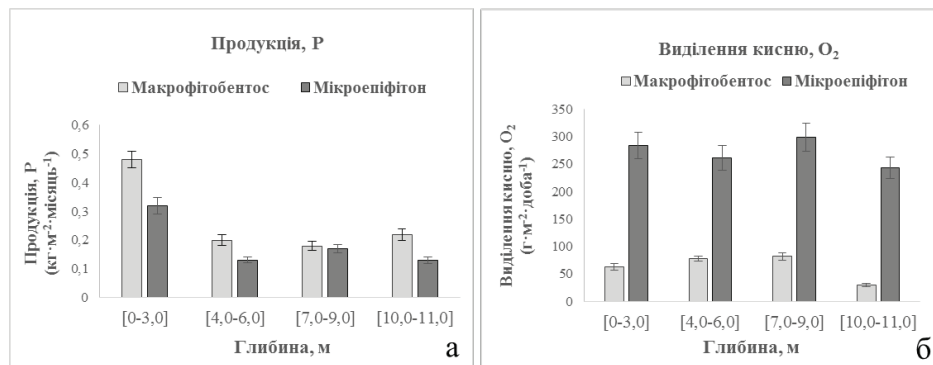 Продукція, Р
Макрофітобентос Мікроепіфітон
Продукція, Р
(кг·м⁻²·місяць⁻¹)
0,6
0,5
0,4
0,3
0,2
0,1
0
[0-3,0] [4,0-6,0] [7,0-9,0] [10,0-11,0]
Глибина, м
а
Виділення кисню, О₂
Макрофітобентос Мікроепіфітон
Виділення кисню, О₂
(г·м⁻²·доба⁻¹)
350
300
250
200
150
100
50
0
[0-3,0] [4,0-6,0] [7,0-9,0] [10,0-11,0]
Глибина, м
б